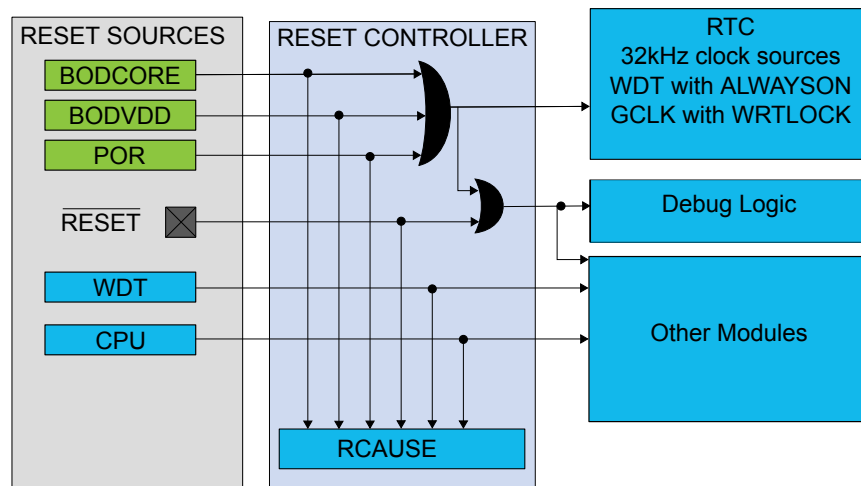 RESET SOURCES
BODCORE
BODVDD
POR
RESET
WDT
CPU
RESET CONTROLLER
RCAUSE
RTC
32kHz clock sources
WDT with ALWAYSON
GCLK with WRTLOCK
Debug Logic
Other Modules